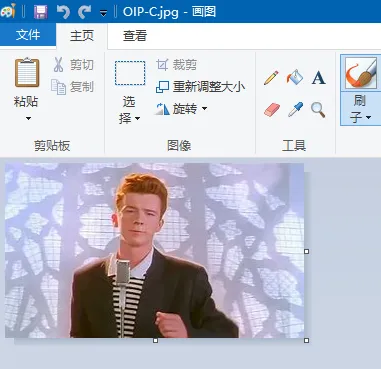 OIP-C.jpg - 画图
文件 主页 查看
粘贴
剪切
复制
选择
裁剪
重新调整大小
旋转
A
刷子
剪贴板 图像 工具